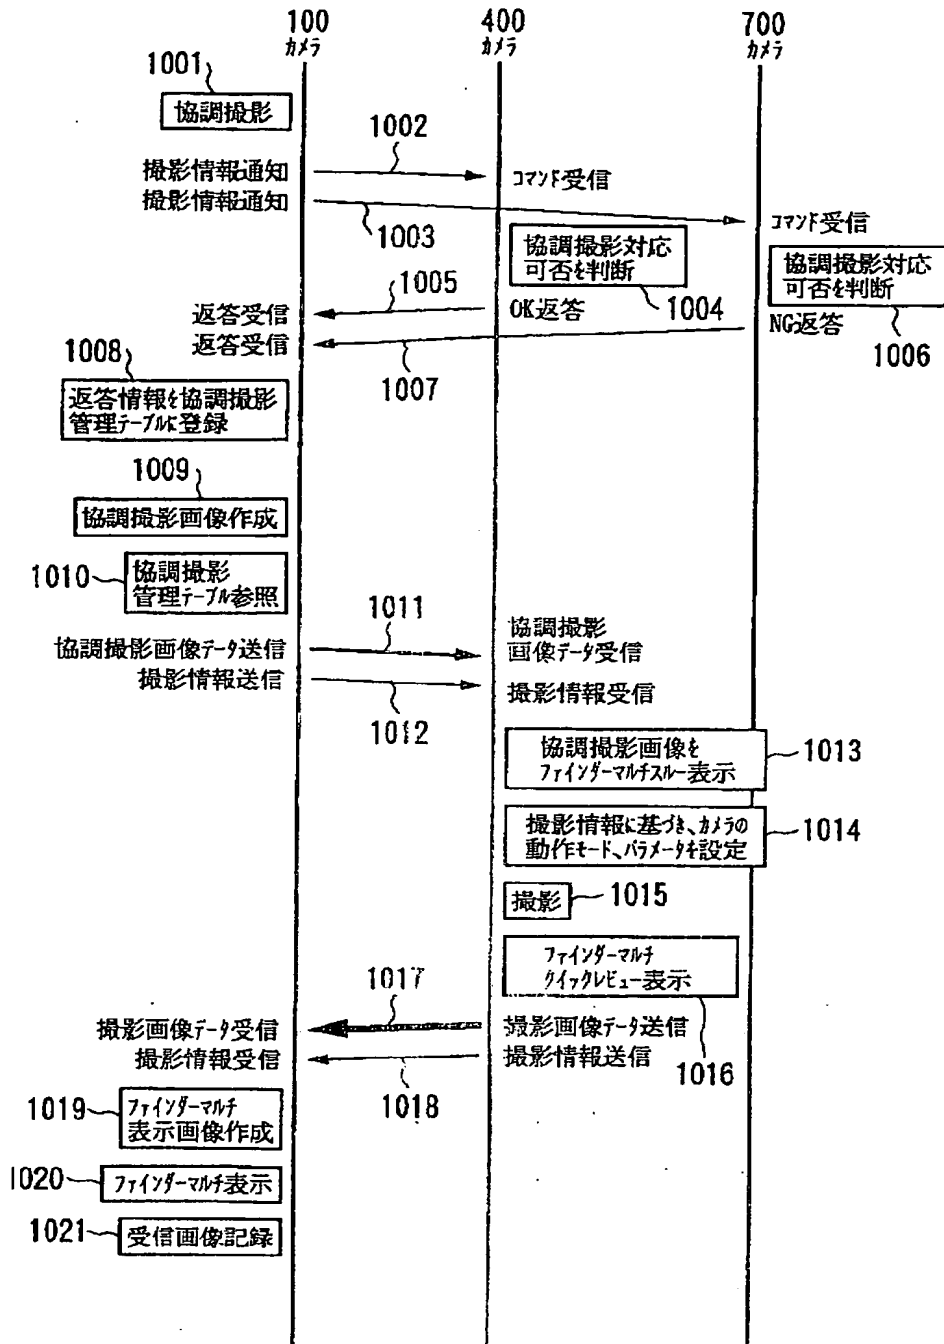 100
カメラ
400
カメラ
700
カメラ
1001
協調撮影
1002
撮影情報通知
コマンド受信
撮影情報通知
1003
コマンド受信
協調撮影対応
可否を判断
1004
協調撮影対応
可否を判断
1006
1005
返答受信
OK返答
返答受信
NG返答
1007
1008
返答情報を協調撮影
管理テーブルに登録
1009
協調撮影画像作成
1010
協調撮影
管理テーブル参照
1011
協調撮影画像データ送信
協調撮影
画像データ受信
撮影情報送信
撮影情報受信
1012
協調撮影画像を
ファインダーマルチスルー表示
1013
撮影情報に基づき、カメラの
動作モード、パラメータを設定
1014
撮影
1015
ファインダーマルチ
クイックレビュー表示
1016
1017
撮影画像データ受信
撮影画像データ送信
撮影情報受信
撮影情報送信
1018
1019
ファインダーマルチ
表示画像作成
1020
ファインダーマルチ表示
1021
受信画像記録